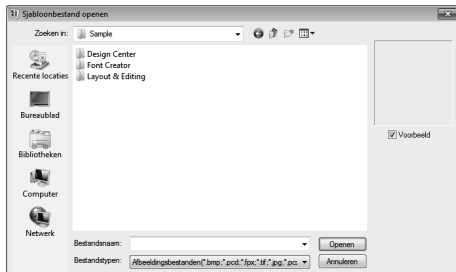 Sjabloonbestand openen
Zoeken in: Sample
Design Center
Font Creator
Layout & Editing
Recente locaties
Bureaublad
Bibliotheken
Computer
Netwerk
Voorbeeld
Bestandsnaam: Openen
Bestandstypen: Afbeeldingsbestanden(*.bmp;*.pcd;*.fpx;*.tif;*.jpg;*.pc Annuleren